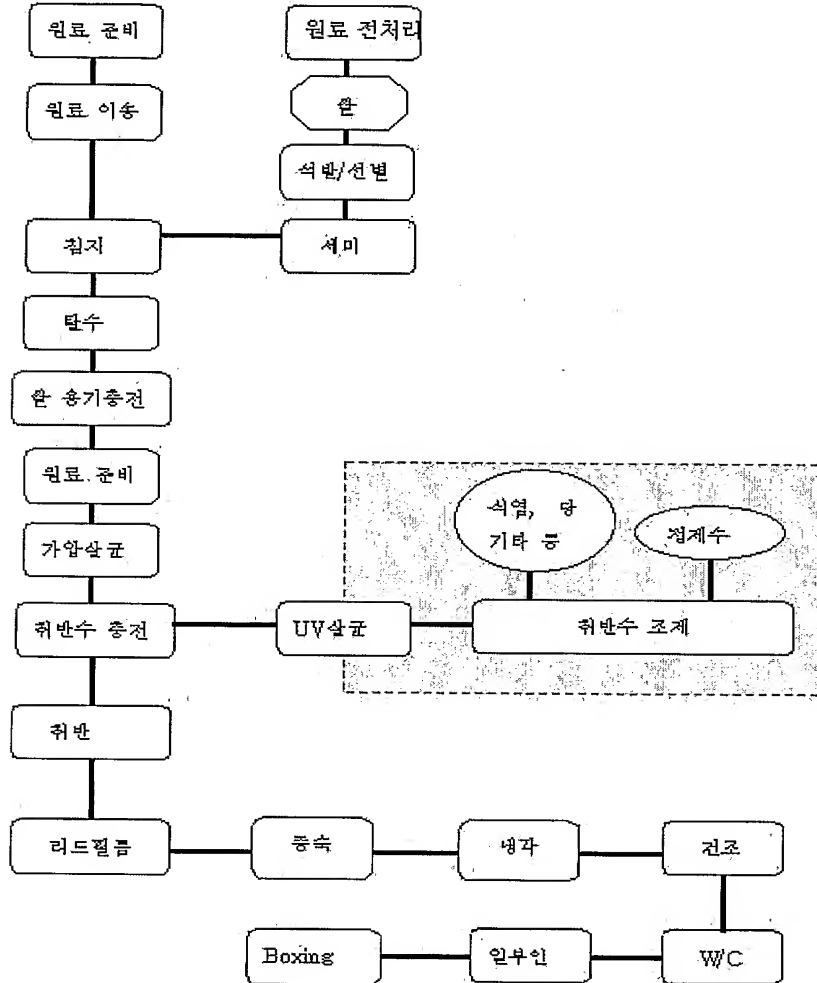 원료 준비
원료 전처리
원료 이송
쌀
석발/선별
침지
세미
탈수
쌀 용기충전
원료 준비
식염, 당
기타 등
정제수
가압살균
취반수 충전
UV살균
취반수 조제
취반
리드필름
증숙
냉각
건조
Boxing
일부인
W/C